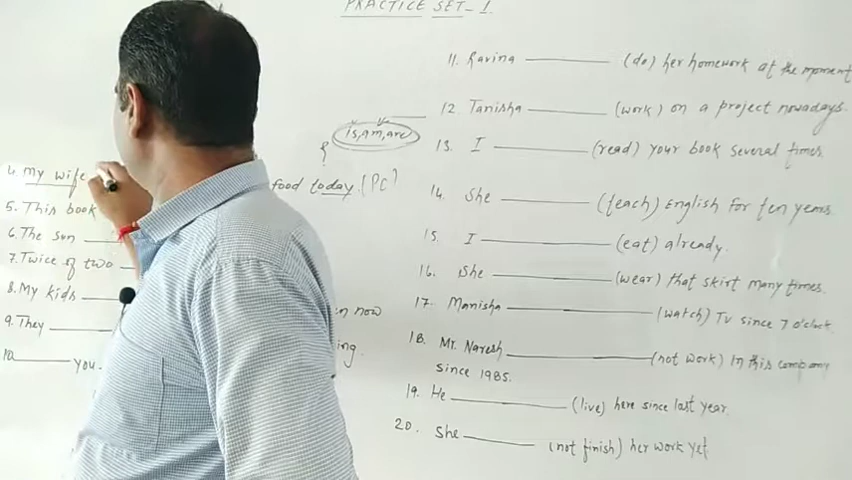 PRACTICE SET-1
is, am, are
4. My wife
food today. (PC)
5. This book
6. The sun
7. Twice of two
8. My kids
9. They
now
10. you
ing.
11. Ravina (do) her homework at the moment
12. Tanisha (work) on a project nowadays.
13. I (read) your book several times.
14. She (teach) English for ten years.
15. I (eat) already.
16. She (wear) that skirt many times.
17. Manisha (watch) TV since 7 o'clock.
18. Mr. Naresh (not work) In this company
since 1985.
19. He (live) here since last year.
20. She (not finish) her work yet